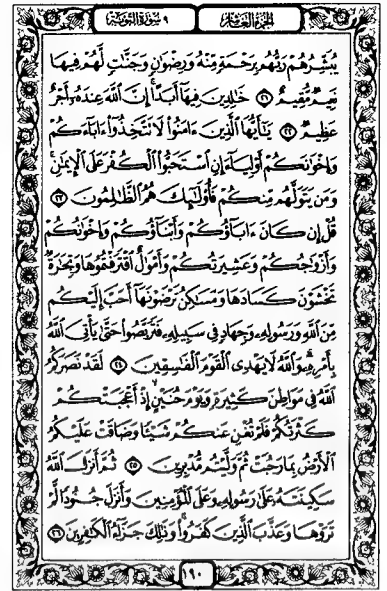 الجزء العاشر
٩ سورة التوبة
يُبَشِّرُهُمْ رَبُّهُم بِرَحْمَةٍ مِّنْهُ وَرِضْوَٰنٍ وَجَنَّٰتٍ لَّهُمْ فِيهَا
نَعِيمٌ مُّقِيمٌ ٢١ خَٰلِدِينَ فِيهَآ أَبَدًا إِنَّ ٱللَّهَ عِندَهُۥٓ أَجْرٌ
عَظِيمٌ ٢٢ يَٰٓأَيُّهَا ٱلَّذِينَ ءَامَنُوا۟ لَا تَتَّخِذُوٓا۟ ءَابَآءَكُمْ
وَإِخْوَٰنَكُمْ أَوْلِيَآءَ إِنِ ٱسْتَحَبُّوا۟ ٱلْكُفْرَ عَلَى ٱلْإِيمَٰنِ
وَمَن يَتَوَلَّهُم مِّنكُمْ فَأُو۟لَٰٓئِكَ هُمُ ٱلظَّٰلِمُونَ ٢٣
قُلْ إِن كَانَ ءَابَآؤُكُمْ وَأَبْنَآؤُكُمْ وَإِخْوَٰنُكُمْ
وَأَزْوَٰجُكُمْ وَعَشِيرَتُكُمْ وَأَمْوَٰلٌ ٱقْتَرَفْتُمُوهَا وَتِجَٰرَةٌ
تَخْشَوْنَ كَسَادَهَا وَمَسَٰكِنُ تَرْضَوْنَهَآ أَحَبَّ إِلَيْكُم
مِّنَ ٱللَّهِ وَرَسُولِهِۦ وَجِهَادٍ فِى سَبِيلِهِۦ فَتَرَبَّصُوا۟ حَتَّىٰ يَأْتِىَ ٱللَّهُ
بِأَمْرِهِۦ وَٱللَّهُ لَا يَهْدِى ٱلْقَوْمَ ٱلْفَٰسِقِينَ ٢٤ لَقَدْ نَصَرَكُمُ
ٱللَّهُ فِى مَوَاطِنَ كَثِيرَةٍ وَيَوْمَ حُنَيْنٍ إِذْ أَعْجَبَتْكُمْ
كَثْرَتُكُمْ فَلَمْ تُغْنِ عَنكُمْ شَيْـًٔا وَضَاقَتْ عَلَيْكُمُ
ٱلْأَرْضُ بِمَا رَحُبَتْ ثُمَّ وَلَّيْتُم مُّدْبِرِينَ ٢٥ ثُمَّ أَنزَلَ ٱللَّهُ
سَكِينَتَهُۥ عَلَىٰ رَسُولِهِۦ وَعَلَى ٱلْمُؤْمِنِينَ وَأَنزَلَ جُنُودًا لَّمْ
تَرَوْهَا وَعَذَّبَ ٱلَّذِينَ كَفَرُوا۟ وَذَٰلِكَ جَزَآءُ ٱلْكَٰفِرِينَ ٢٦
١٩٠